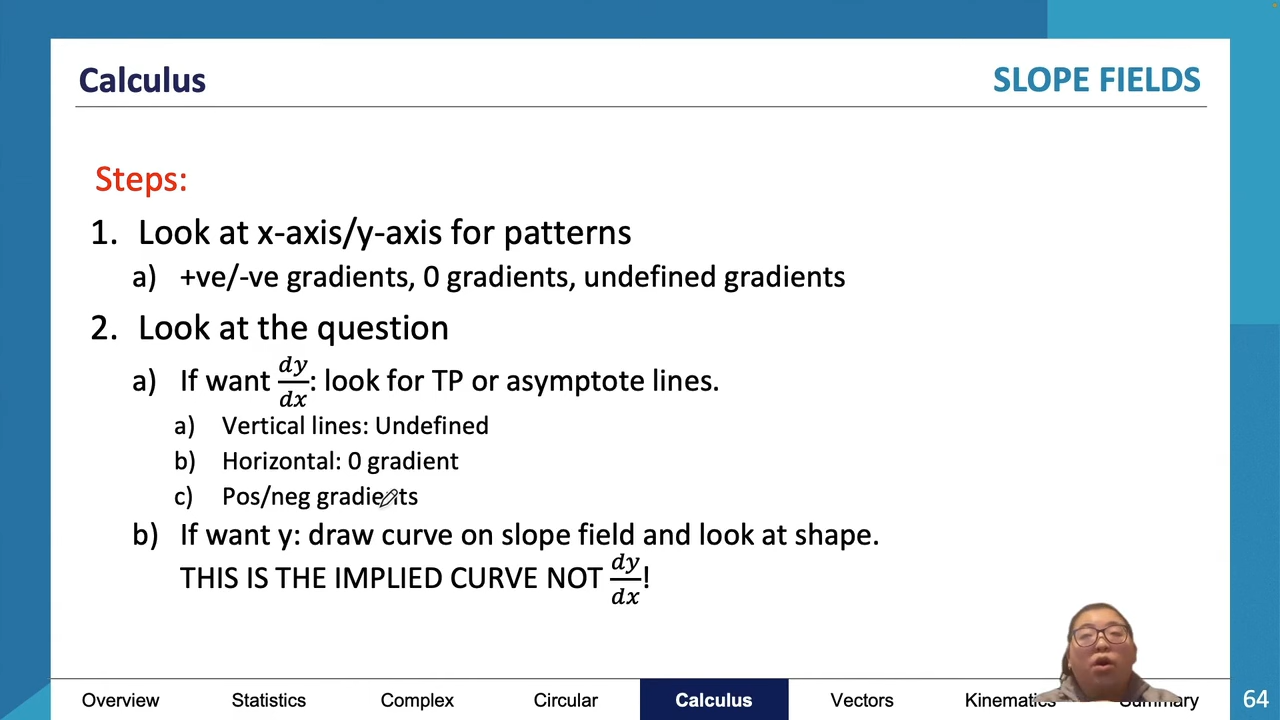 Calculus
SLOPE FIELDS
Steps:
1. Look at x-axis/y-axis for patterns
a) +ve/-ve gradients, 0 gradients, undefined gradients
2. Look at the question
a) If want dy/dx: look for TP or asymptote lines.
a) Vertical lines: Undefined
b) Horizontal: 0 gradient
c) Pos/neg gradients
b) If want y: draw curve on slope field and look at shape.
THIS IS THE IMPLIED CURVE NOT dy/dx!
Overview Statistics Complex Circular Calculus Vectors Kinematics Summary 64